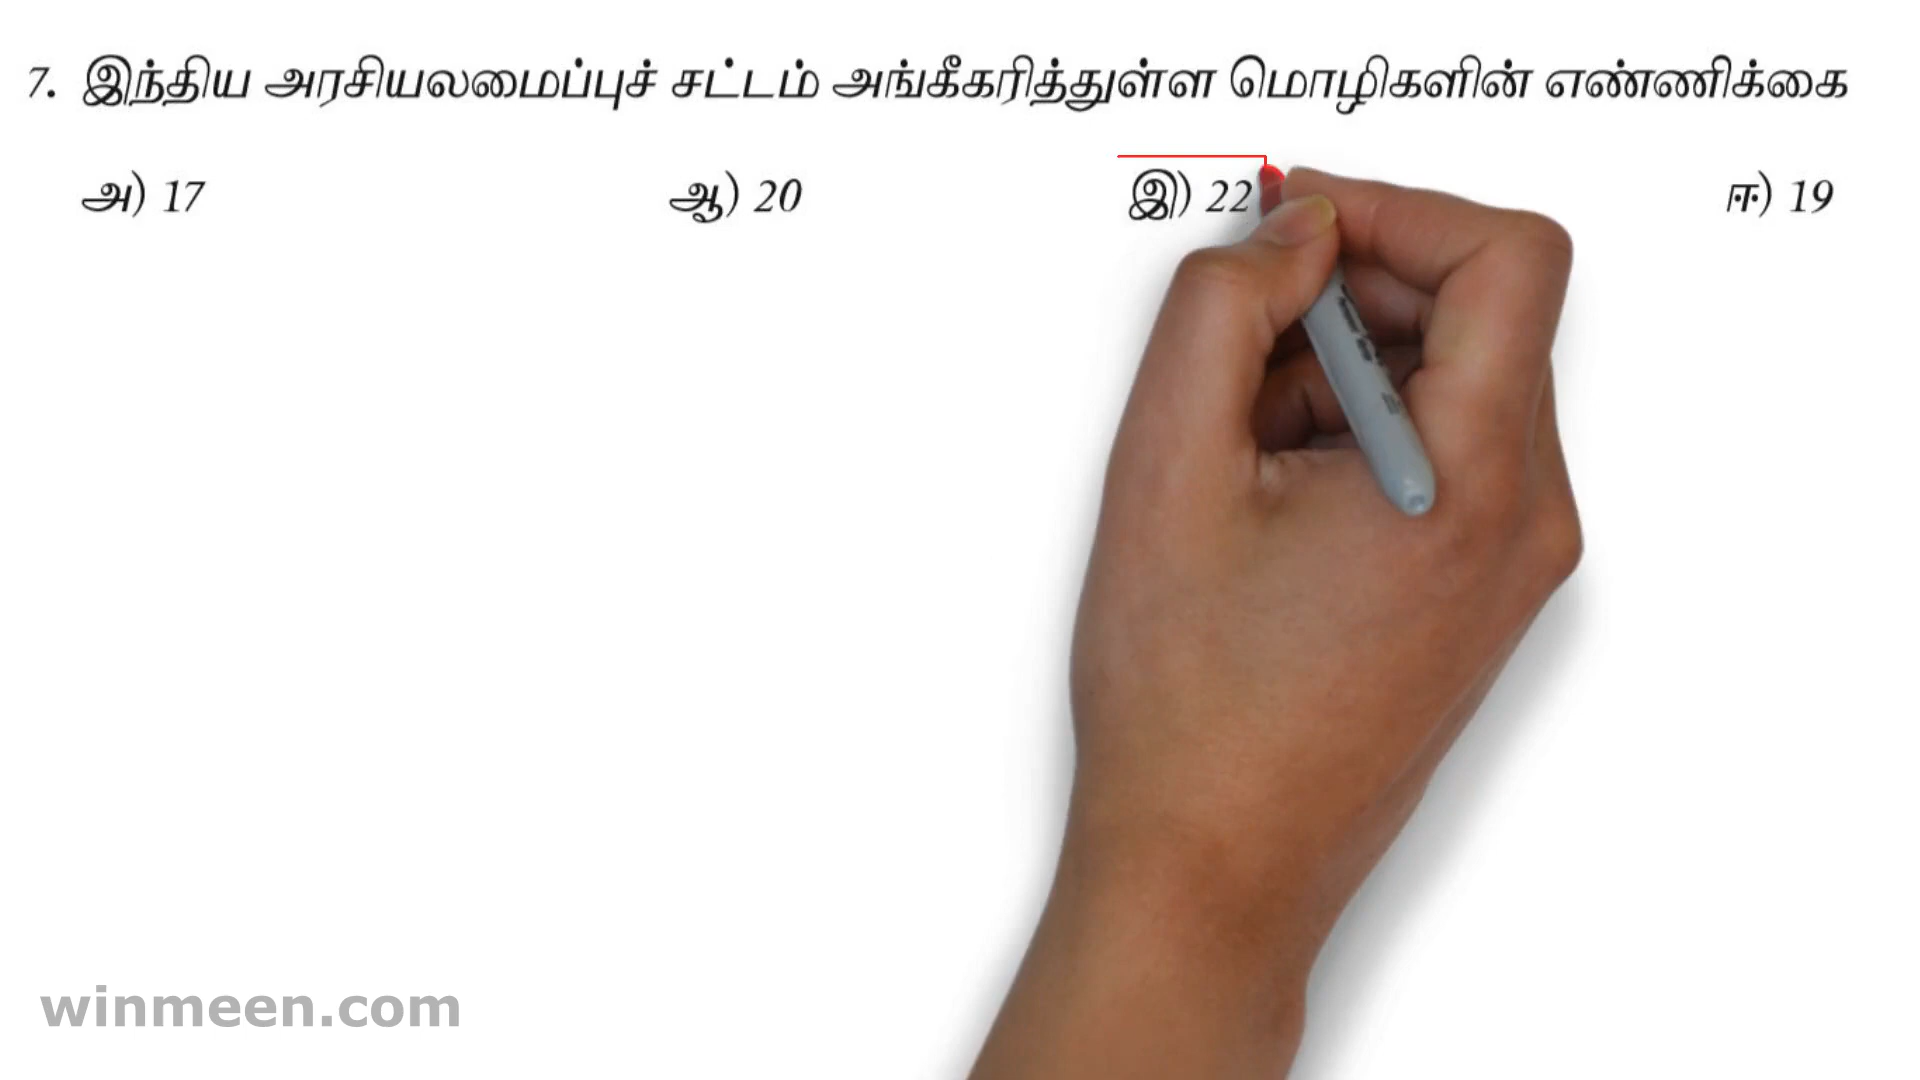 7. இந்திய அரசியலமைப்புச் சட்டம் அங்கீகரித்துள்ள மொழிகளின் எண்ணிக்கை
அ) 17 ஆ) 20 இ) 22 ஈ) 19
winmeen.com